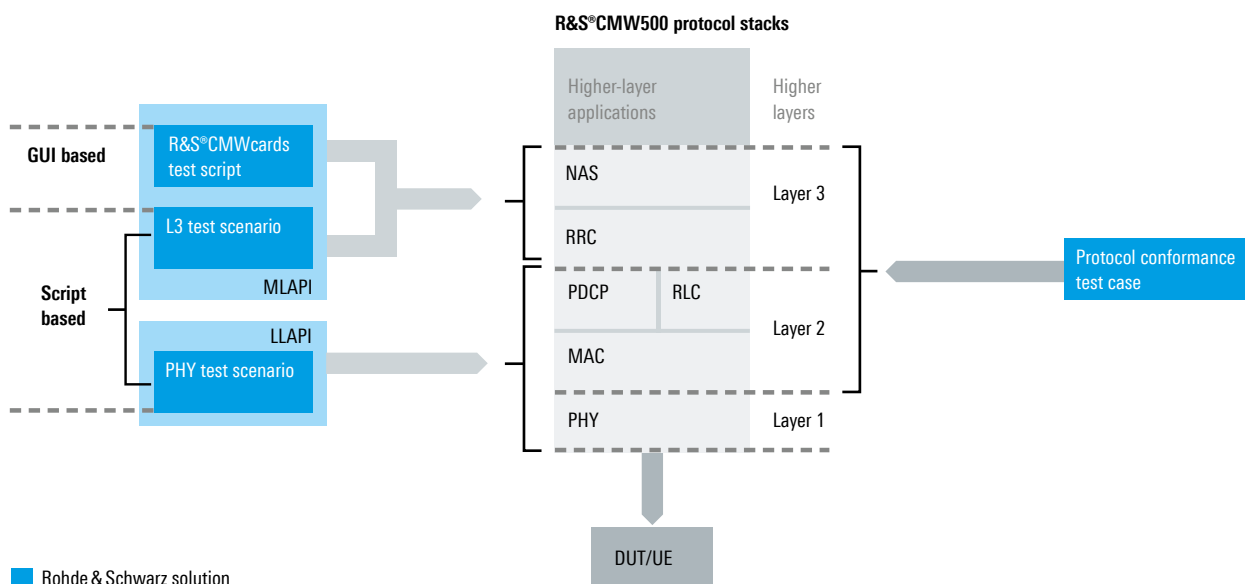 R&S®CMW500 protocol stacks
Higher-layer
applications
Higher
layers
GUI based
R&S®CMWcards
test script
L3 test scenario
MLAPI
Script
based
LLAPI
PHY test scenario
NAS
RRC
Layer 3
PDCP
RLC
MAC
Layer 2
PHY
Layer 1
Protocol conformance
test case
DUT/UE
Rohde & Schwarz solution